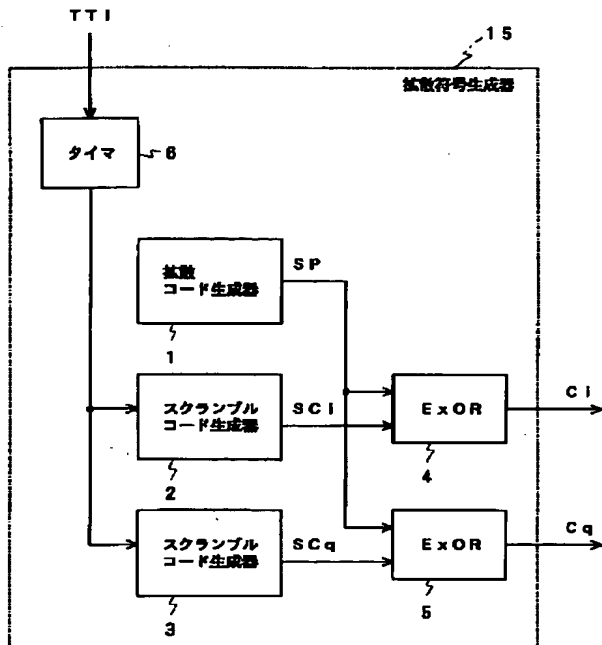 TTI
15
拡散符号生成器
タイマ
6
拡散
コード生成器
SP
1
スクランブル
コード生成器
SCi
ExOR
Ci
2
4
スクランブル
コード生成器
SCq
ExOR
Cq
3
5